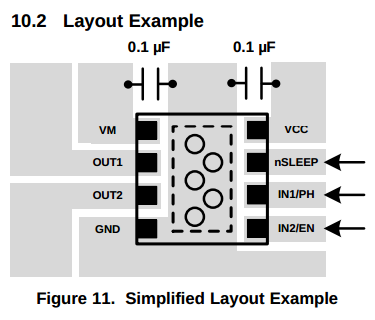 10.2 Layout Example
0.1 µF 0.1 µF
VM VCC
OUT1 nSLEEP
OUT2 IN1/PH
GND IN2/EN
Figure 11. Simplified Layout Example